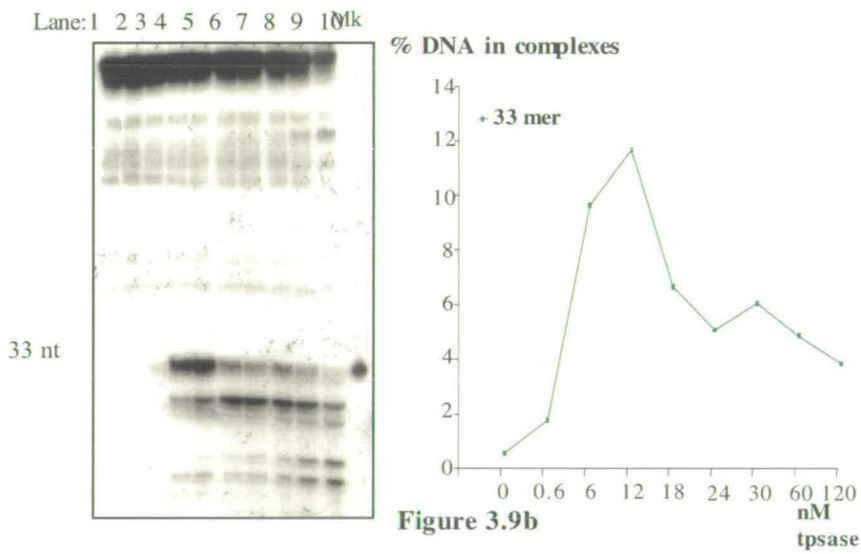 Lane:1 2 3 4 5 6 7 8 9 10Mk
33 nt
% DNA in complexes
14
33 mer
12
10
8
6
4
2
0
0 0.6 6 12 18 24 30 60 120
nM
tpsase
Figure 3.9b